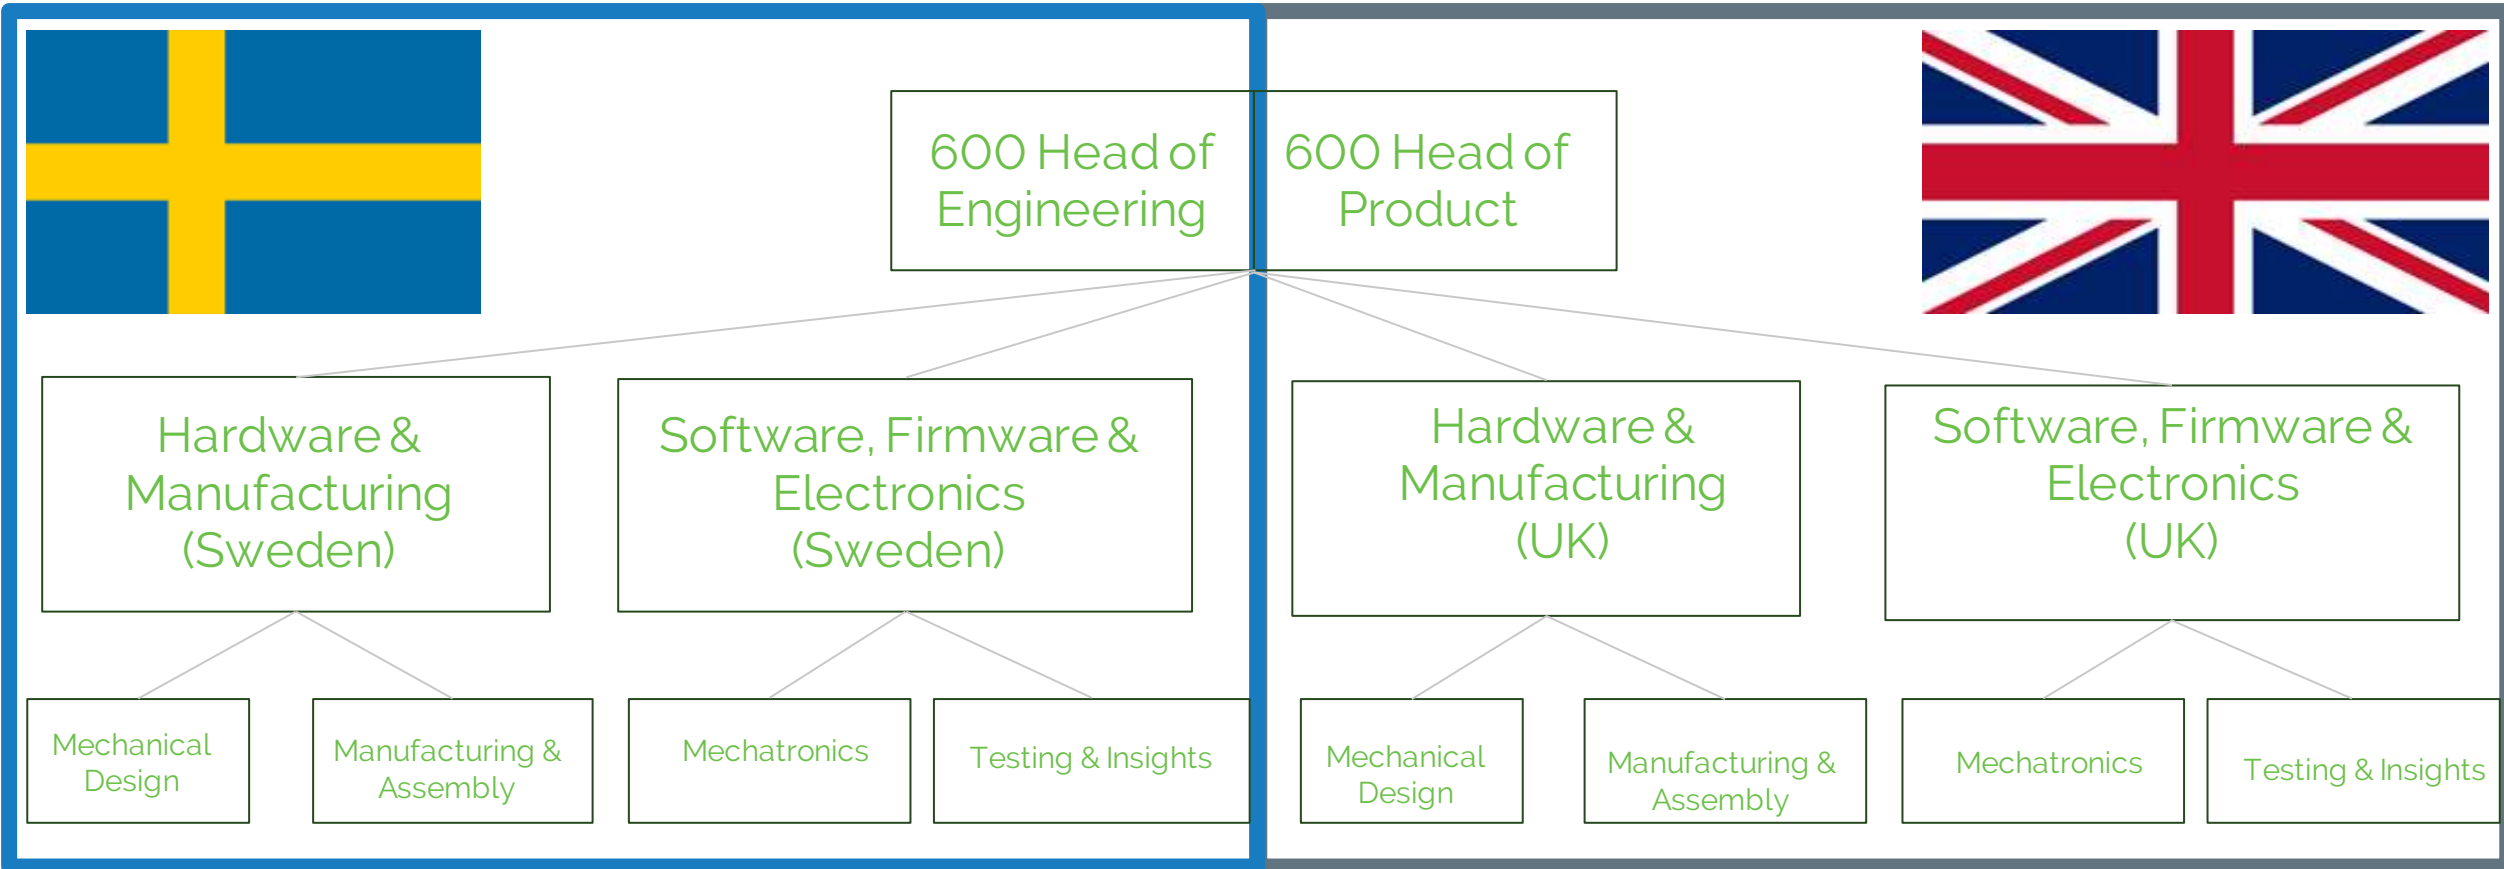 600 Head of
Engineering
600 Head of
Product
Hardware &
Manufacturing
(Sweden)
Software, Firmware &
Electronics
(Sweden)
Hardware &
Manufacturing
(UK)
Software, Firmware &
Electronics
(UK)
Mechanical
Design
Manufacturing &
Assembly
Mechatronics
Testing & Insights
Mechanical
Design
Manufacturing &
Assembly
Mechatronics
Testing & Insights